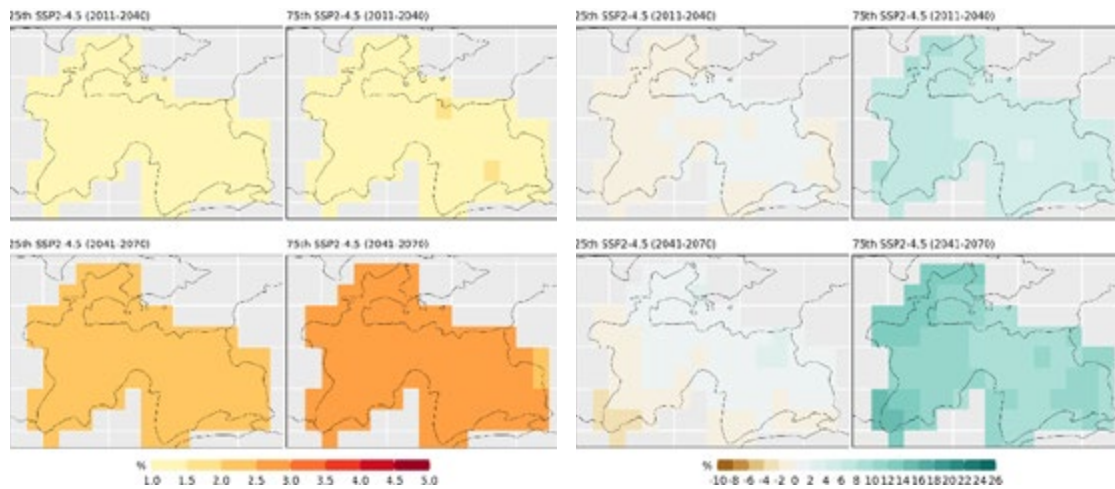 25th SSP2-4.5 (2011-2040)
75th SSP2-4.5 (2011-2040)
25th SSP2-4.5 (2011-2040)
75th SSP2-4.5 (2011-2040)
25th SSP2-4.5 (2041-2070)
75th SSP2-4.5 (2041-2070)
25th SSP2-4.5 (2041-2070)
75th SSP2-4.5 (2041-2070)
%
1.0 1.5 2.0 2.5 3.0 3.5 4.0 4.5 5.0
%
-10-8 -6 -4 -2 0 2 4 6 8 10 12 14 16 18 20 22 24 26